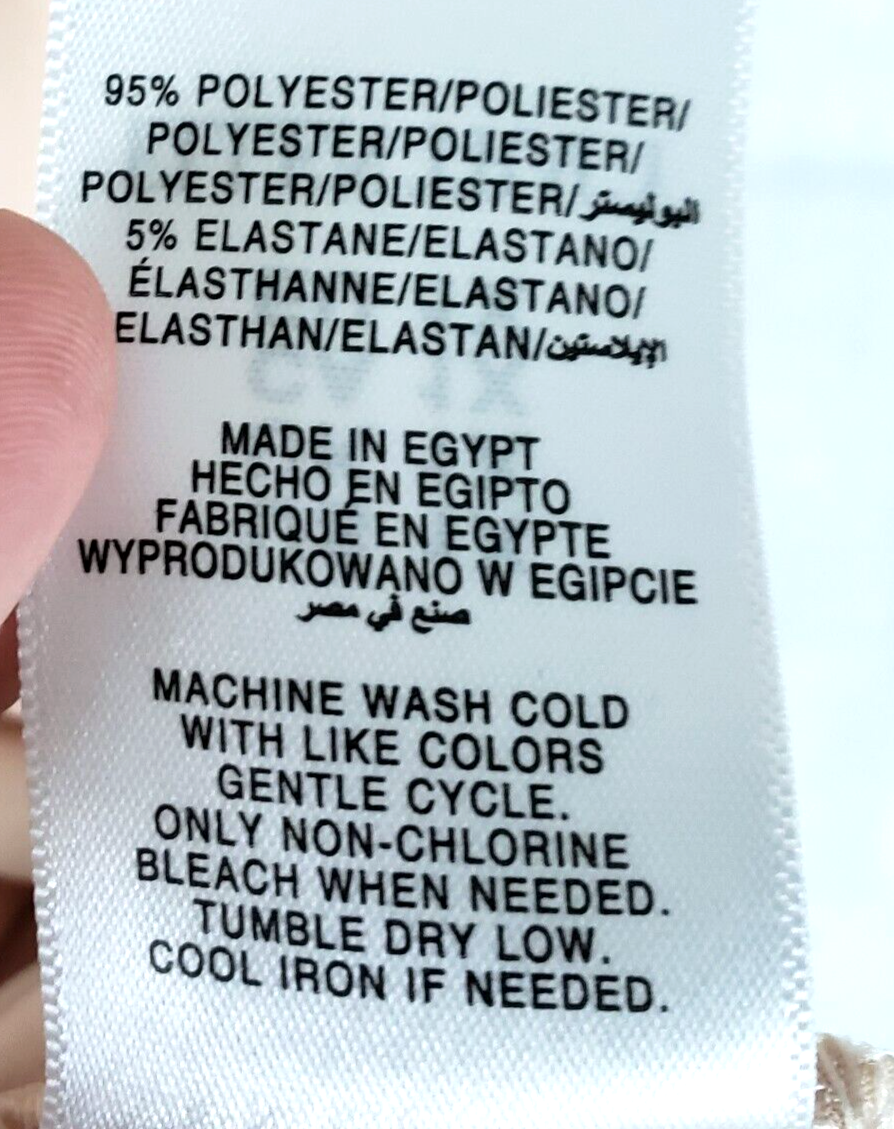 95% POLYESTER/POLIESTER/
POLYESTER/POLIESTER/
POLYESTER/POLIESTER/البوليستر
5% ELASTANE/ELASTANO/
ÉLASTHANNE/ELASTANO/
ELASTHAN/ELASTAN/الإيلاستين
MADE IN EGYPT
HECHO EN EGIPTO
FABRIQUÉ EN EGYPTE
WYPRODUKOWANO W EGIPCIE
صنع في مصر
MACHINE WASH COLD
WITH LIKE COLORS
GENTLE CYCLE.
ONLY NON-CHLORINE
BLEACH WHEN NEEDED.
TUMBLE DRY LOW.
COOL IRON IF NEEDED.